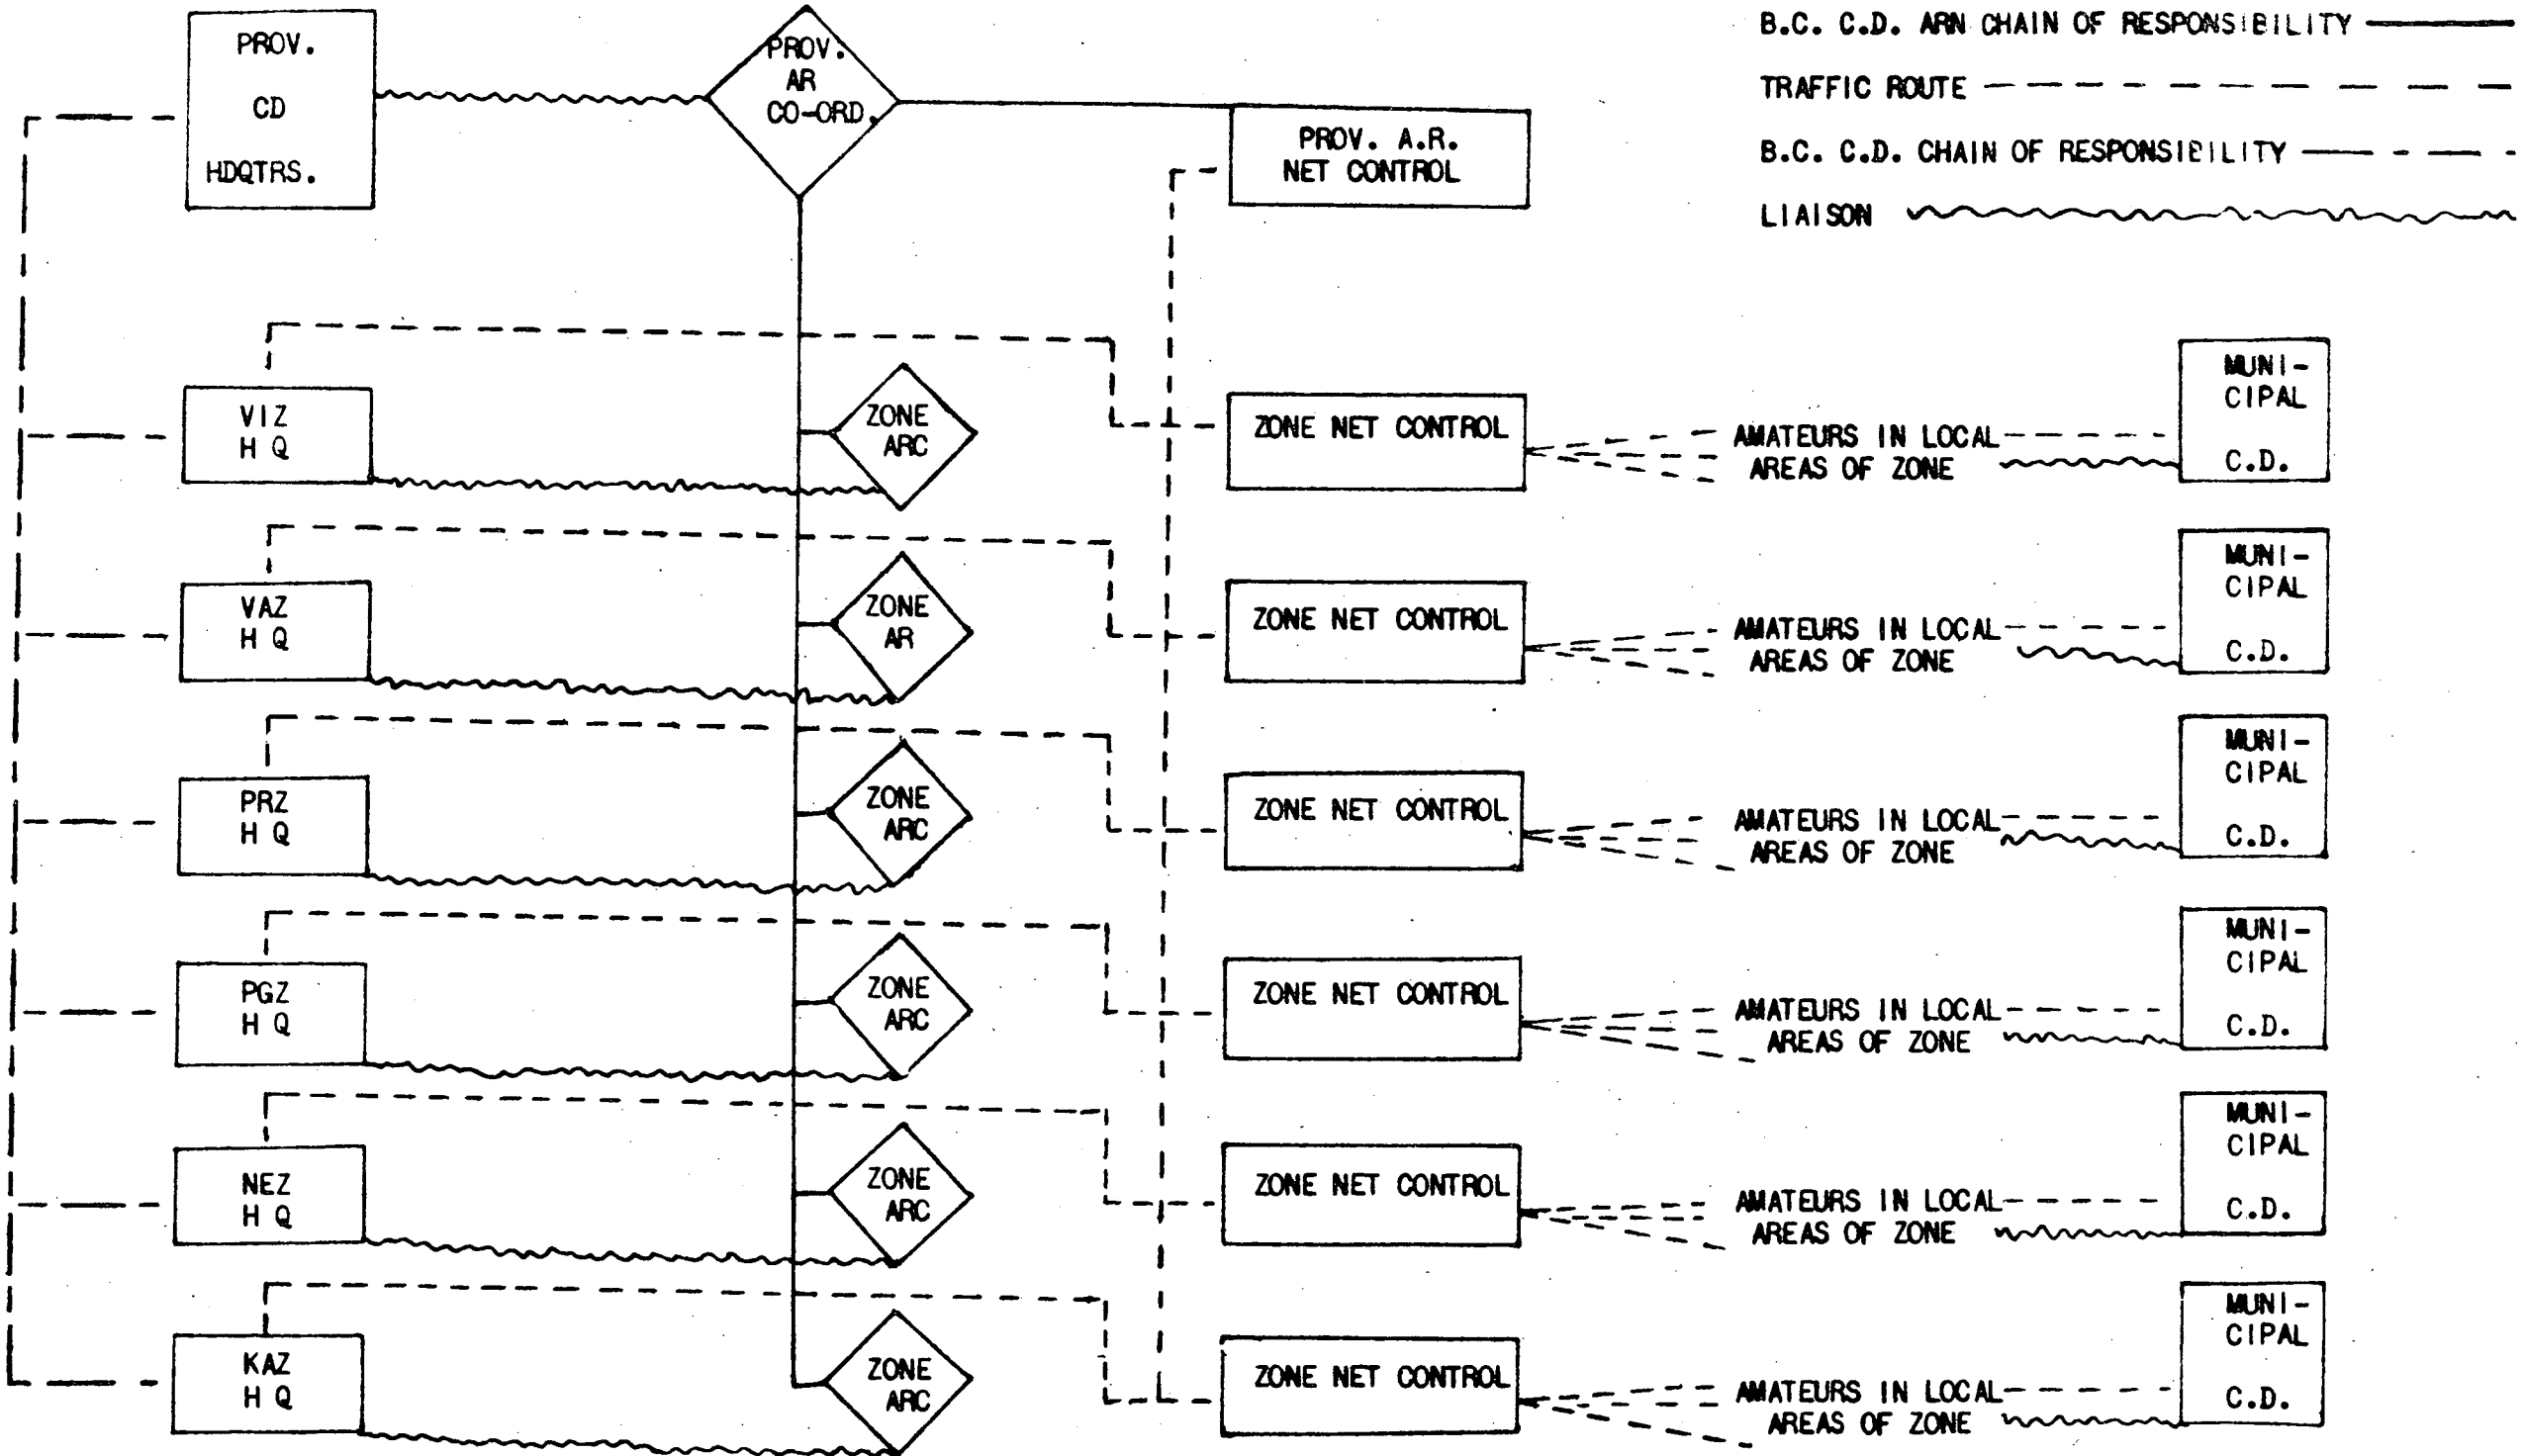 PROV.
CD
HDQTRS.
PROV.
AR
CO-ORD.
PROV. A.R.
NET CONTROL
B.C. C.D. ARN CHAIN OF RESPONSIBILITY
TRAFFIC ROUTE
B.C. C.D. CHAIN OF RESPONSIBILITY
LIAISON
VIZ
H Q
ZONE
ARC
ZONE NET CONTROL
AMATEURS IN LOCAL
AREAS OF ZONE
MUNI-
CIPAL
C.D.
VAZ
H Q
ZONE
AR
ZONE NET CONTROL
AMATEURS IN LOCAL
AREAS OF ZONE
MUNI-
CIPAL
C.D.
PRZ
H Q
ZONE
ARC
ZONE NET CONTROL
AMATEURS IN LOCAL
AREAS OF ZONE
MUNI-
CIPAL
C.D.
PGZ
H Q
ZONE
ARC
ZONE NET CONTROL
AMATEURS IN LOCAL
AREAS OF ZONE
MUNI-
CIPAL
C.D.
NEZ
H Q
ZONE
ARC
ZONE NET CONTROL
AMATEURS IN LOCAL
AREAS OF ZONE
MUNI-
CIPAL
C.D.
KAZ
H Q
ZONE
ARC
ZONE NET CONTROL
AMATEURS IN LOCAL
AREAS OF ZONE
MUNI-
CIPAL
C.D.